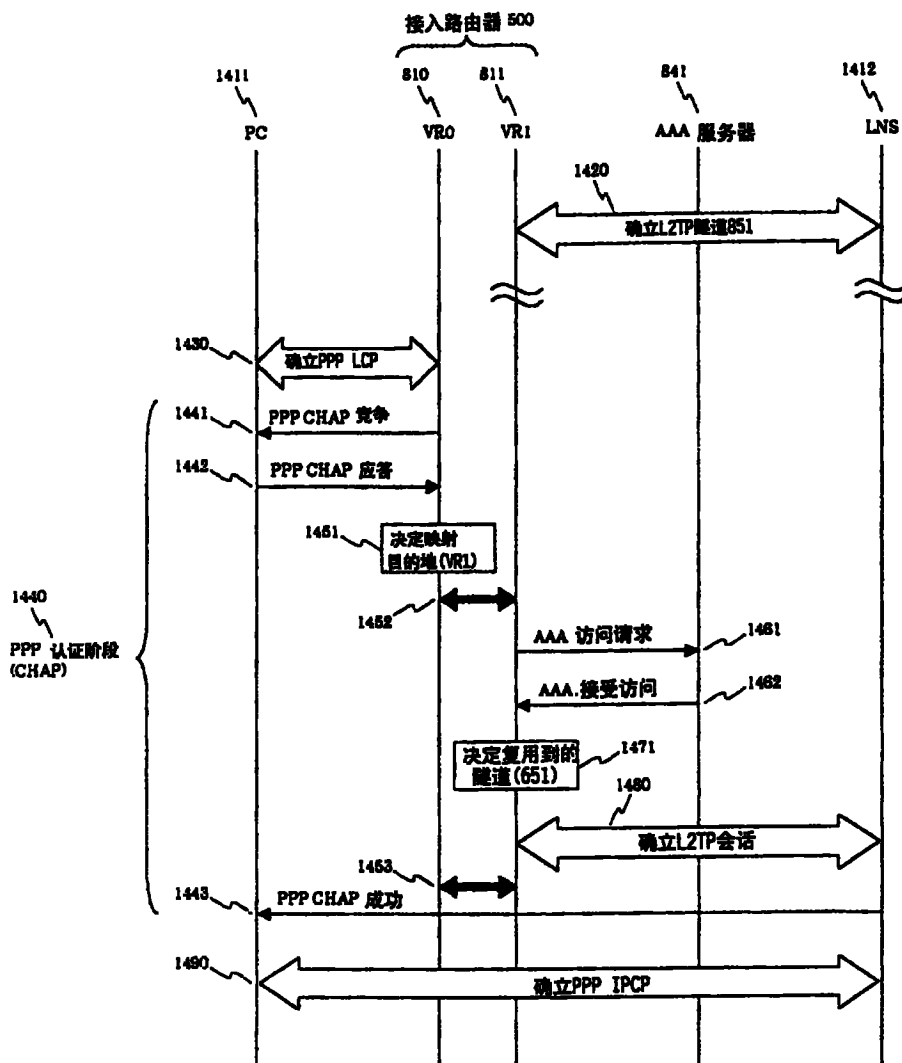 接入路由器 500
1411
810
811
841
1412
PC
VR0
VR1
AAA 服务器
LNS
1420
确立L2TP隧道851
1430
确立PPP LCP
1441
PPP CHAP 竞争
1442
PPP CHAP 应答
1451
决定映射
目的地(VR1)
1452
1440
PPP 认证阶段
(CHAP)
AAA 访问请求
1461
AAA.接受访问
1462
决定复用到的
隧道(651)
1471
1480
确立L2TP会话
1453
1443
PPP CHAP 成功
1490
确立PPP IPCP